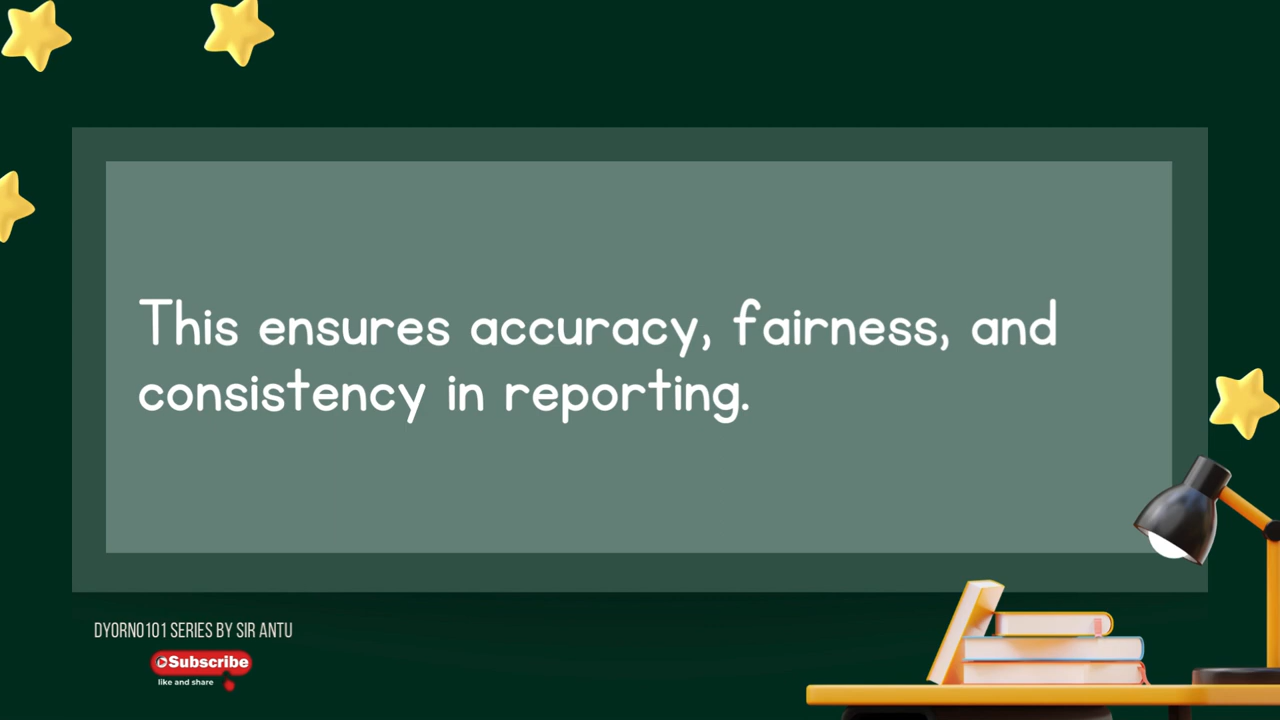 This ensures accuracy, fairness, and
consistency in reporting.
DYORNO101 SERIES BY SIR ANTU
Subscribe
like and share